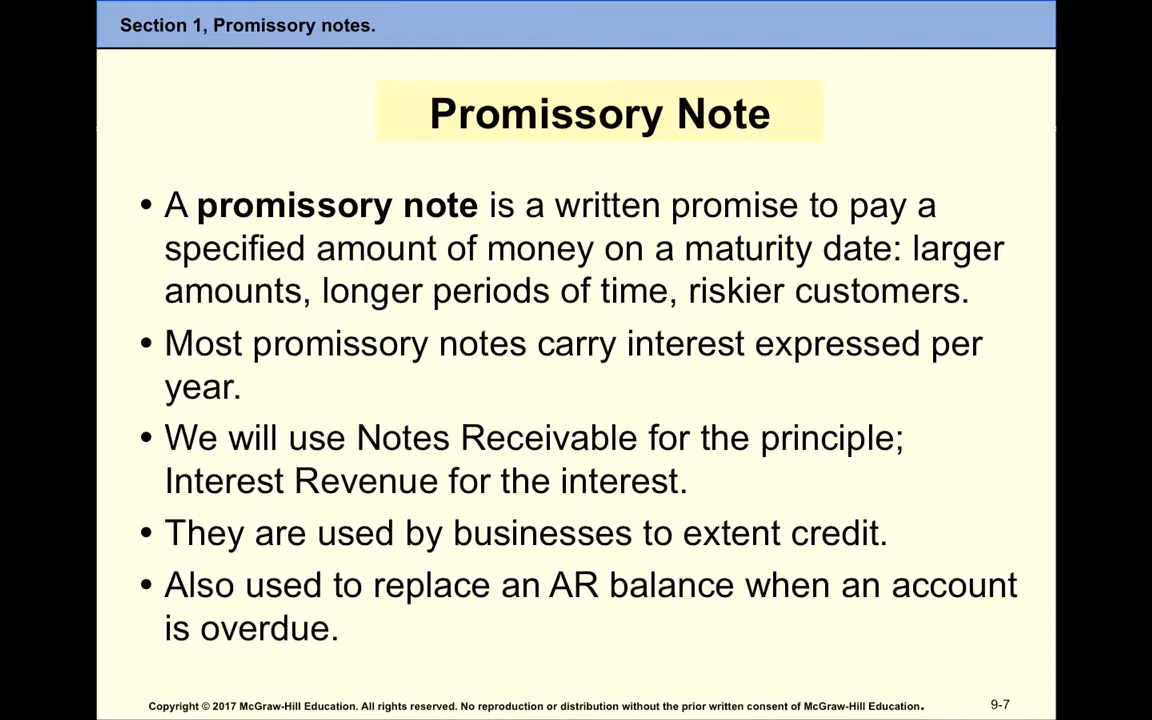 Section 1, Promissory notes.
Promissory Note
• A promissory note is a written promise to pay a
specified amount of money on a maturity date: larger
amounts, longer periods of time, riskier customers.
• Most promissory notes carry interest expressed per
year.
• We will use Notes Receivable for the principle;
Interest Revenue for the interest.
• They are used by businesses to extent credit.
• Also used to replace an AR balance when an account
is overdue.
Copyright © 2017 McGraw-Hill Education. All rights reserved. No reproduction or distribution without the prior written consent of McGraw-Hill Education.
9-7